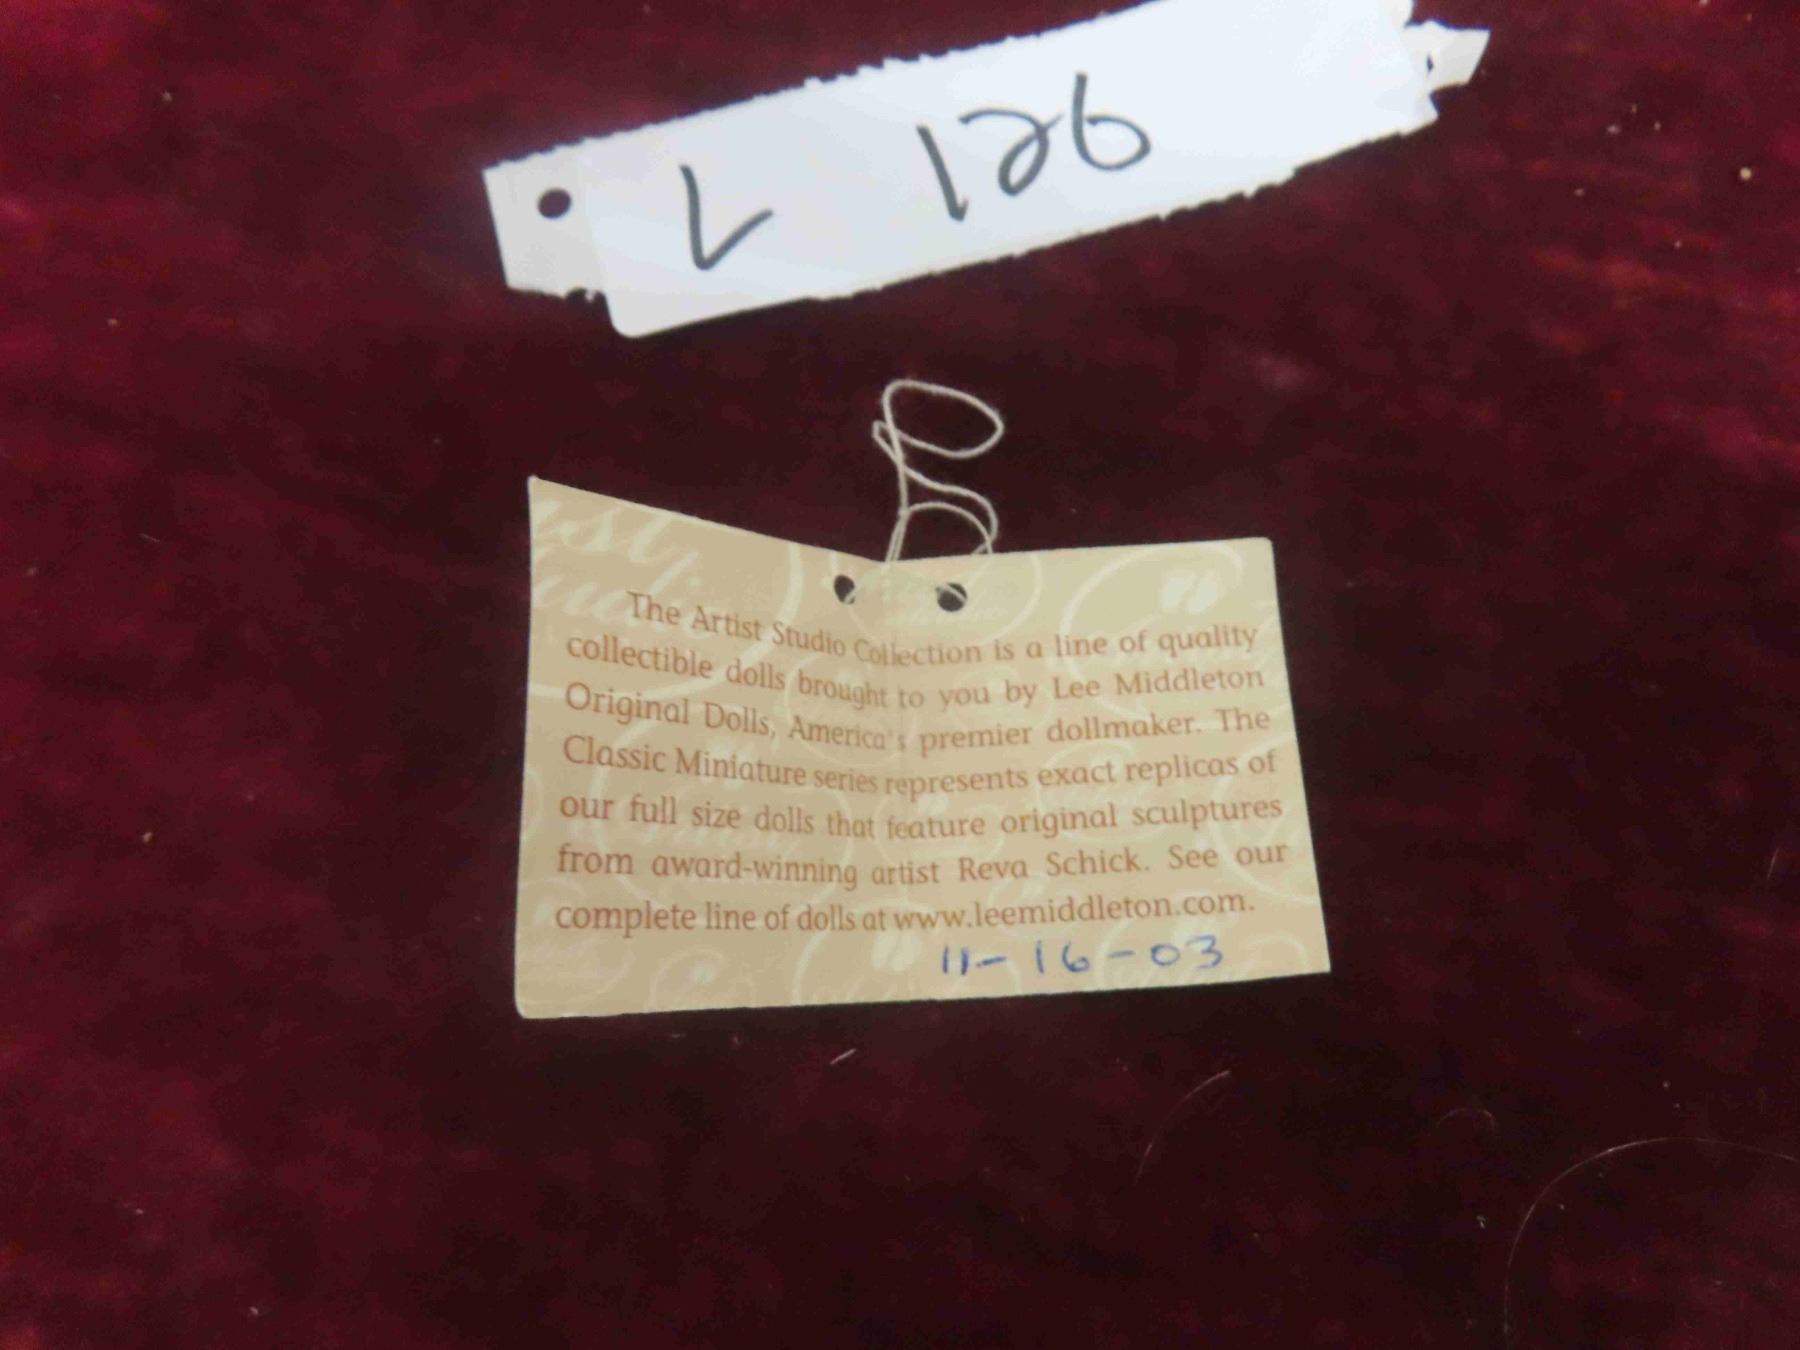 L 126
The Artist Studio Collection is a line of quality
collectible dolls brought to you by Lee Middleton
Original Dolls, America's premier dollmaker. The
Classic Miniature series represents exact replicas of
our full size dolls that feature original sculptures
from award-winning artist Reva Schick. See our
complete line of dolls at www.leemiddleton.com.
11-16-03